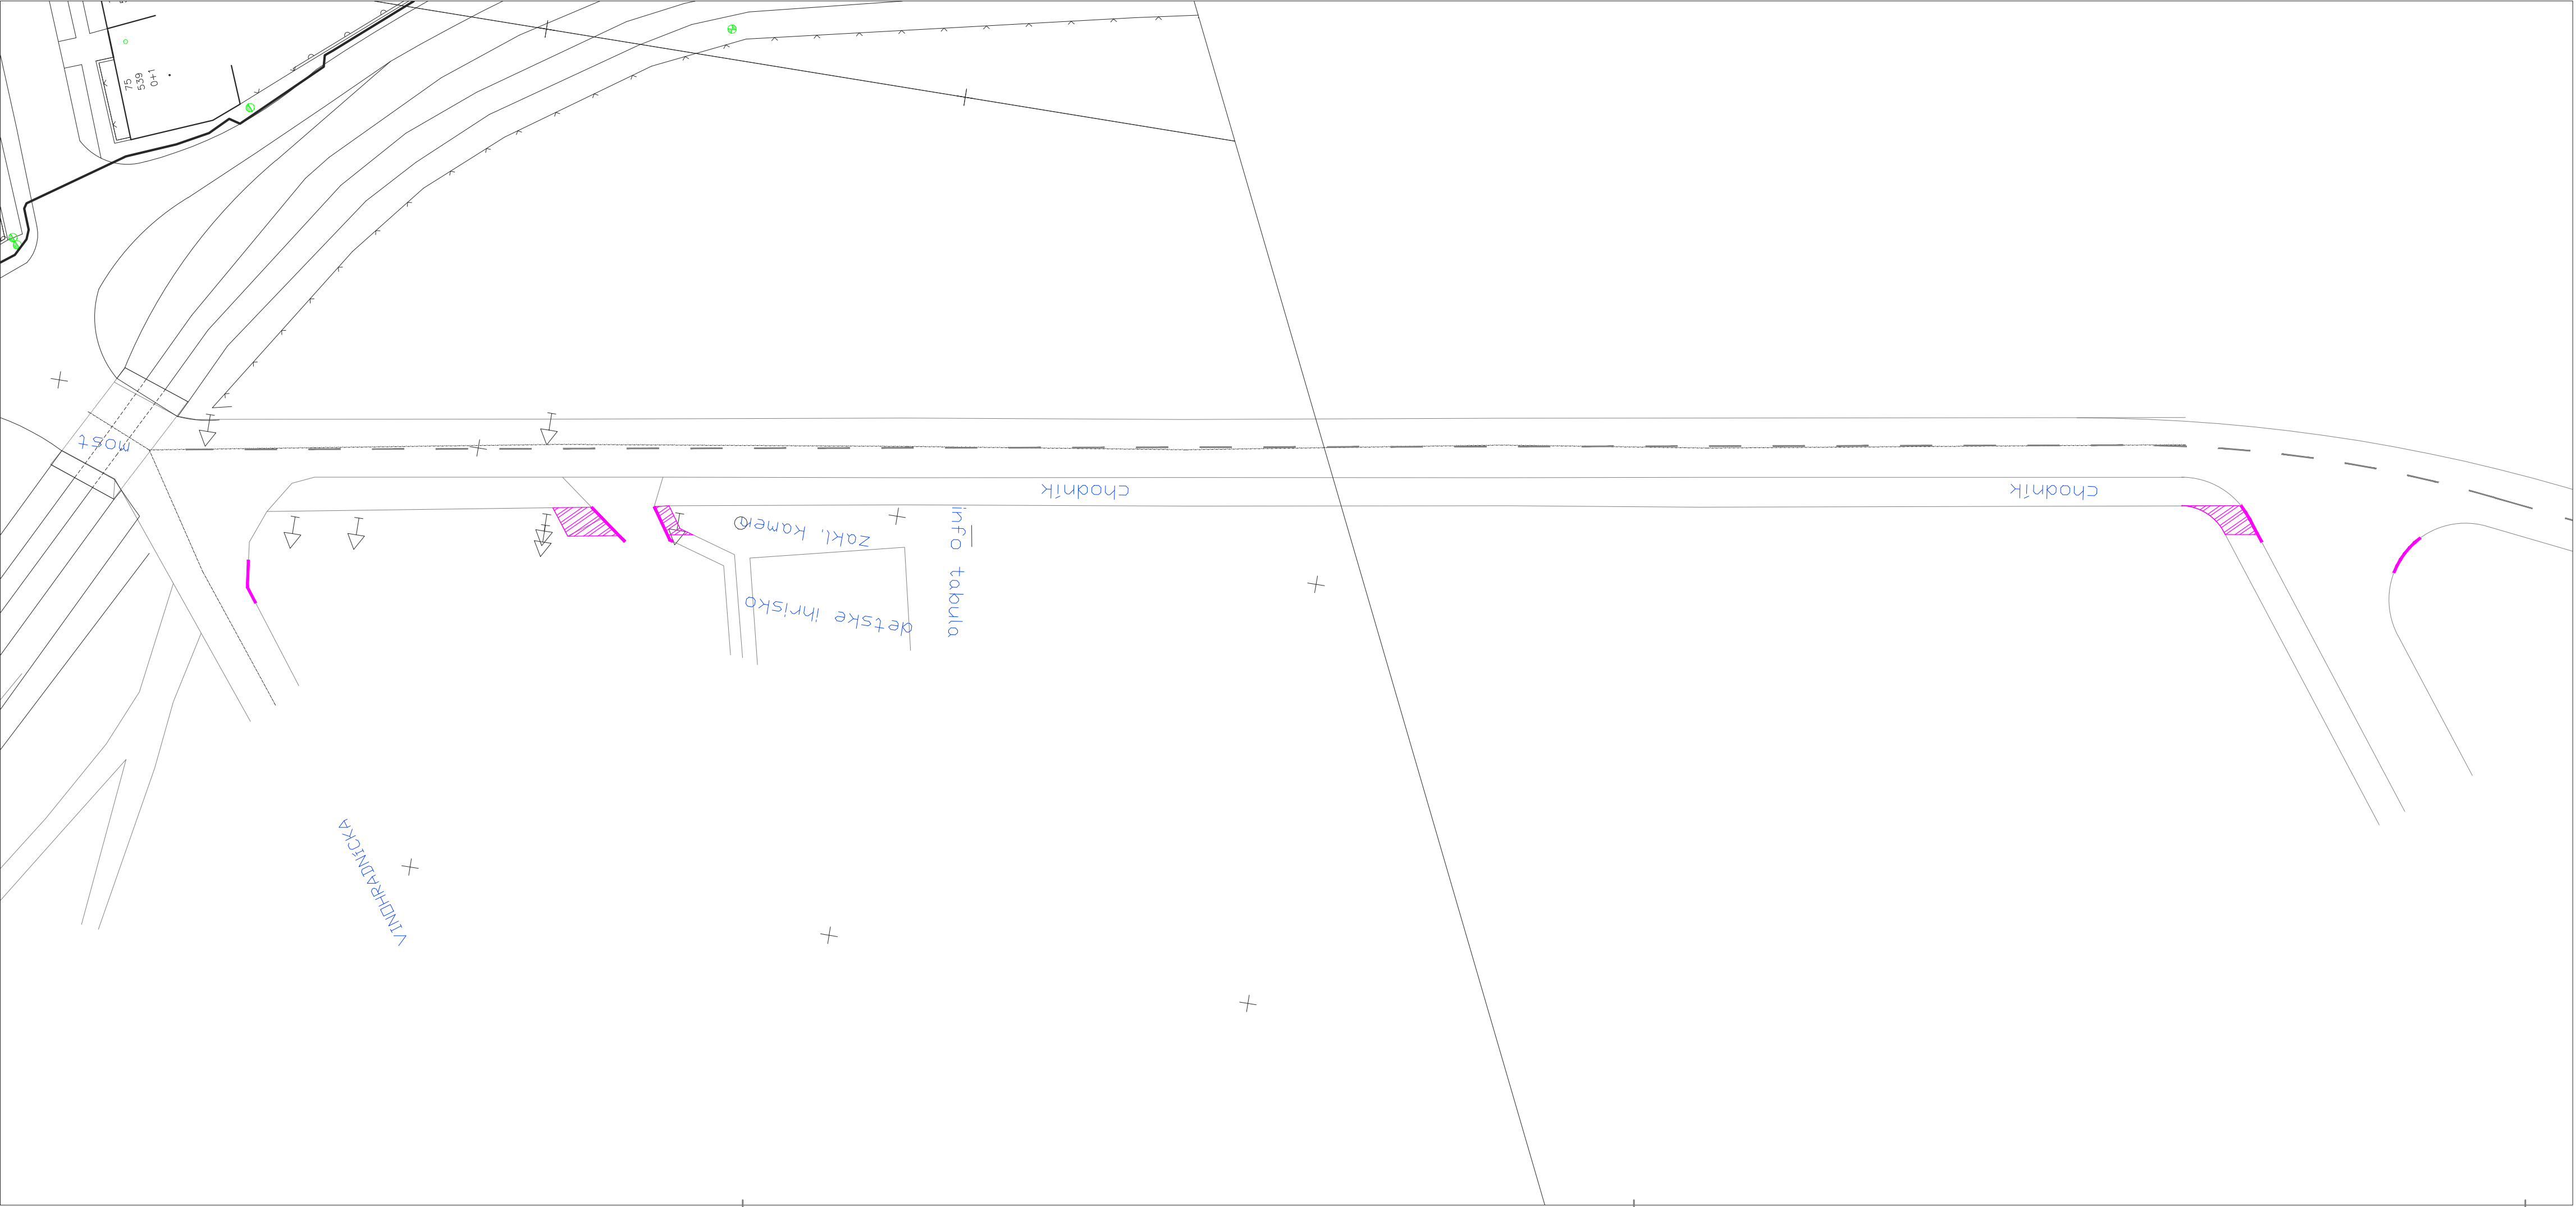 75
539
0+1
most
chodník
chodník
zakl. kamen
info tabula
detske ihrisko
VINOHRADNÍCKA